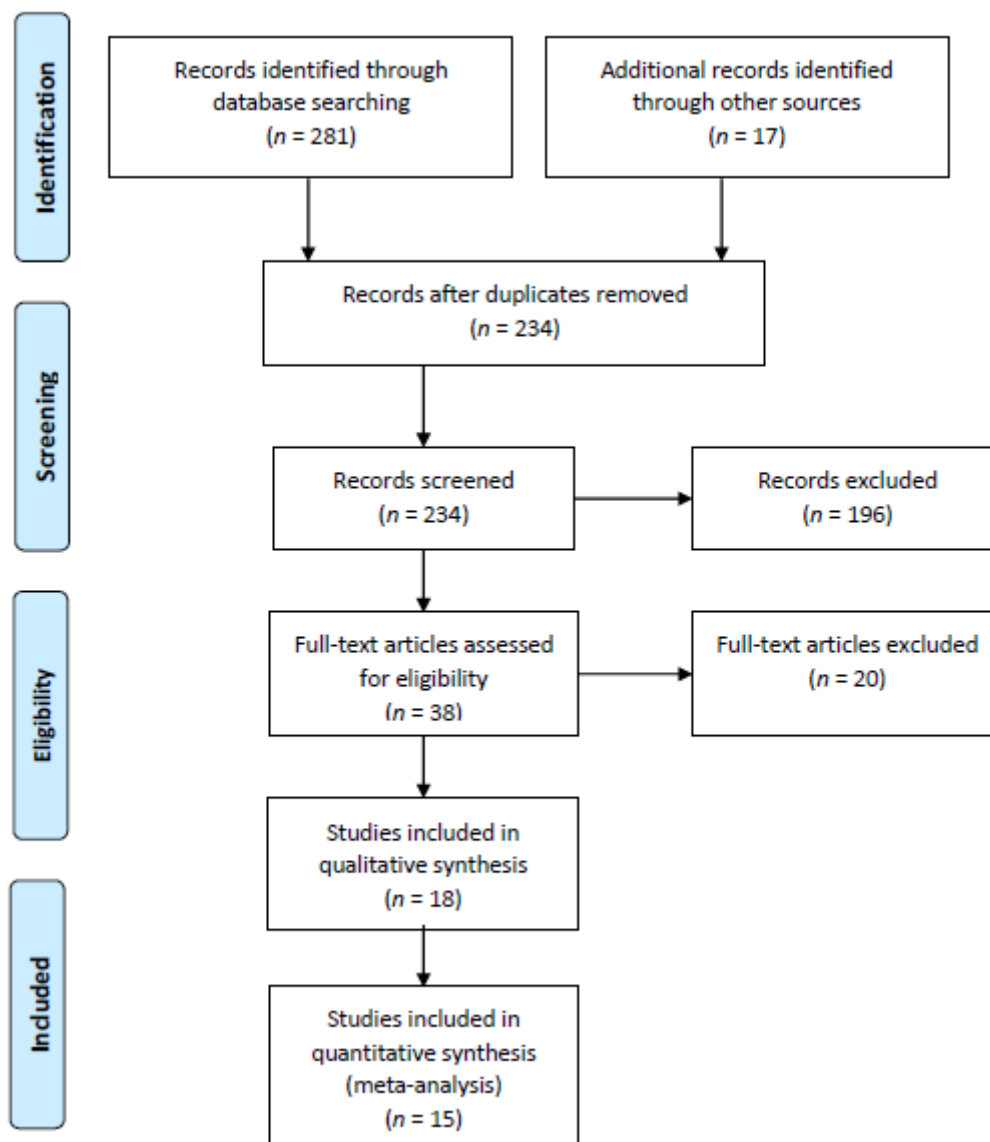 Identification
Records identified through
database searching
(n = 281)
Additional records identified
through other sources
(n = 17)
Records after duplicates removed
(n = 234)
Screening
Records screened
(n = 234)
Records excluded
(n = 196)
Eligibility
Full-text articles assessed
for eligibility
(n = 38)
Full-text articles excluded
(n = 20)
Studies included in
qualitative synthesis
(n = 18)
Included
Studies included in
quantitative synthesis
(meta-analysis)
(n = 15)